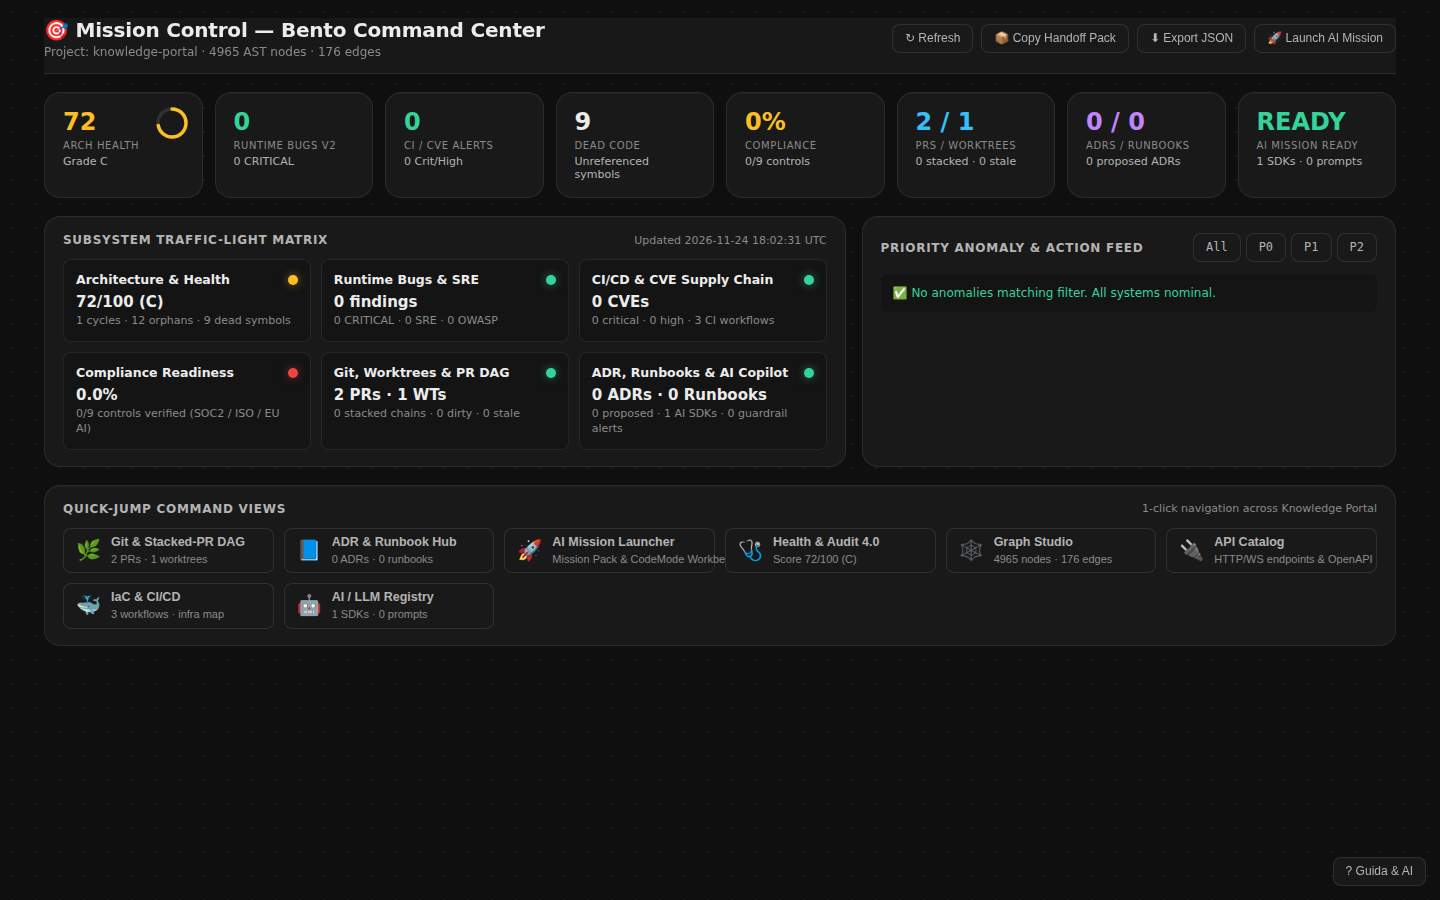 🎯 Mission Control — Bento Command Center
Project: knowledge-portal · 4965 AST nodes · 176 edges
↻ Refresh
📦 Copy Handoff Pack
⬇ Export JSON
🚀 Launch AI Mission
72
ARCH HEALTH
Grade C
0
RUNTIME BUGS V2
0 CRITICAL
0
CI / CVE ALERTS
0 Crit/High
9
DEAD CODE
Unreferenced
symbols
0%
COMPLIANCE
0/9 controls
2 / 1
PRS / WORKTREES
0 stacked · 0 stale
0 / 0
ADRS / RUNBOOKS
0 proposed ADRs
READY
AI MISSION READY
1 SDKs · 0 prompts
SUBSYSTEM TRAFFIC-LIGHT MATRIX
Updated 2026-11-24 18:02:31 UTC
Architecture & Health
72/100 (C)
1 cycles · 12 orphans · 9 dead symbols
Runtime Bugs & SRE
0 findings
0 CRITICAL · 0 SRE · 0 OWASP
CI/CD & CVE Supply Chain
0 CVEs
0 critical · 0 high · 3 CI workflows
Compliance Readiness
0.0%
0/9 controls verified (SOC2 / ISO / EU
AI)
Git, Worktrees & PR DAG
2 PRs · 1 WTs
0 stacked chains · 0 dirty · 0 stale
ADR, Runbooks & AI Copilot
0 ADRs · 0 Runbooks
0 proposed · 1 AI SDKs · 0 guardrail
alerts
PRIORITY ANOMALY & ACTION FEED
All
P0
P1
P2
✅ No anomalies matching filter. All systems nominal.
QUICK-JUMP COMMAND VIEWS
1-click navigation across Knowledge Portal
Git & Stacked-PR DAG
2 PRs · 1 worktrees
ADR & Runbook Hub
0 ADRs · 0 runbooks
AI Mission Launcher
Mission Pack & CodeMode Workbe
Health & Audit 4.0
Score 72/100 (C)
Graph Studio
4965 nodes · 176 edges
API Catalog
HTTP/WS endpoints & OpenAPI
IaC & CI/CD
3 workflows · infra map
AI / LLM Registry
1 SDKs · 0 prompts
? Guida & AI